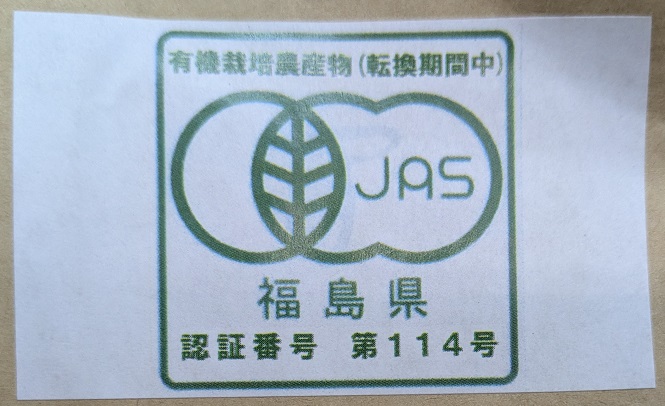 有機栽培農産物(転換期間中)
JAS
福島県
認証番号 第114号